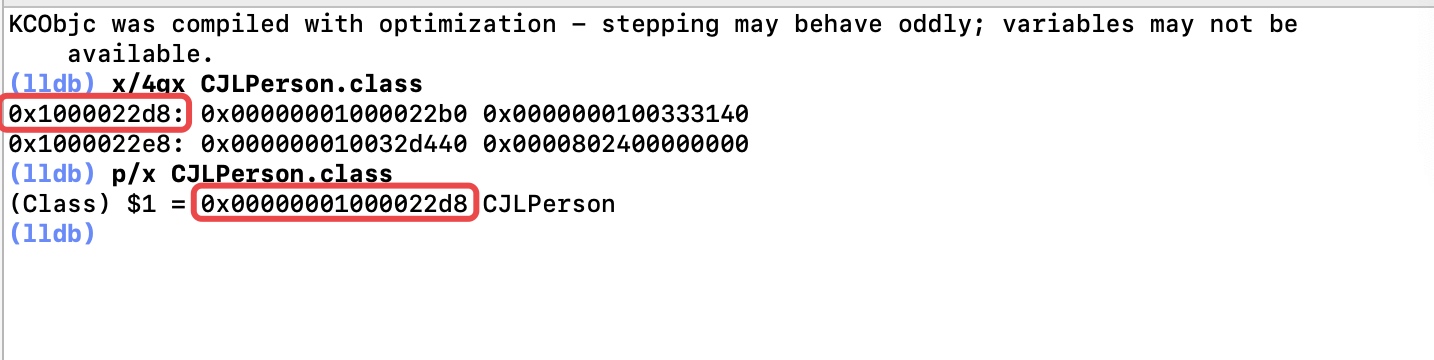 KCObjc was compiled with optimization – stepping may behave oddly; variables may not be
available.
(lldb) x/4gx CJLPerson.class
0x1000022d8: 0x00000001000022b0 0x0000000100333140
0x1000022e8: 0x000000010032d440 0x0000802400000000
(lldb) p/x CJLPerson.class
(Class) $1 = 0x00000001000022d8 CJLPerson
(lldb)